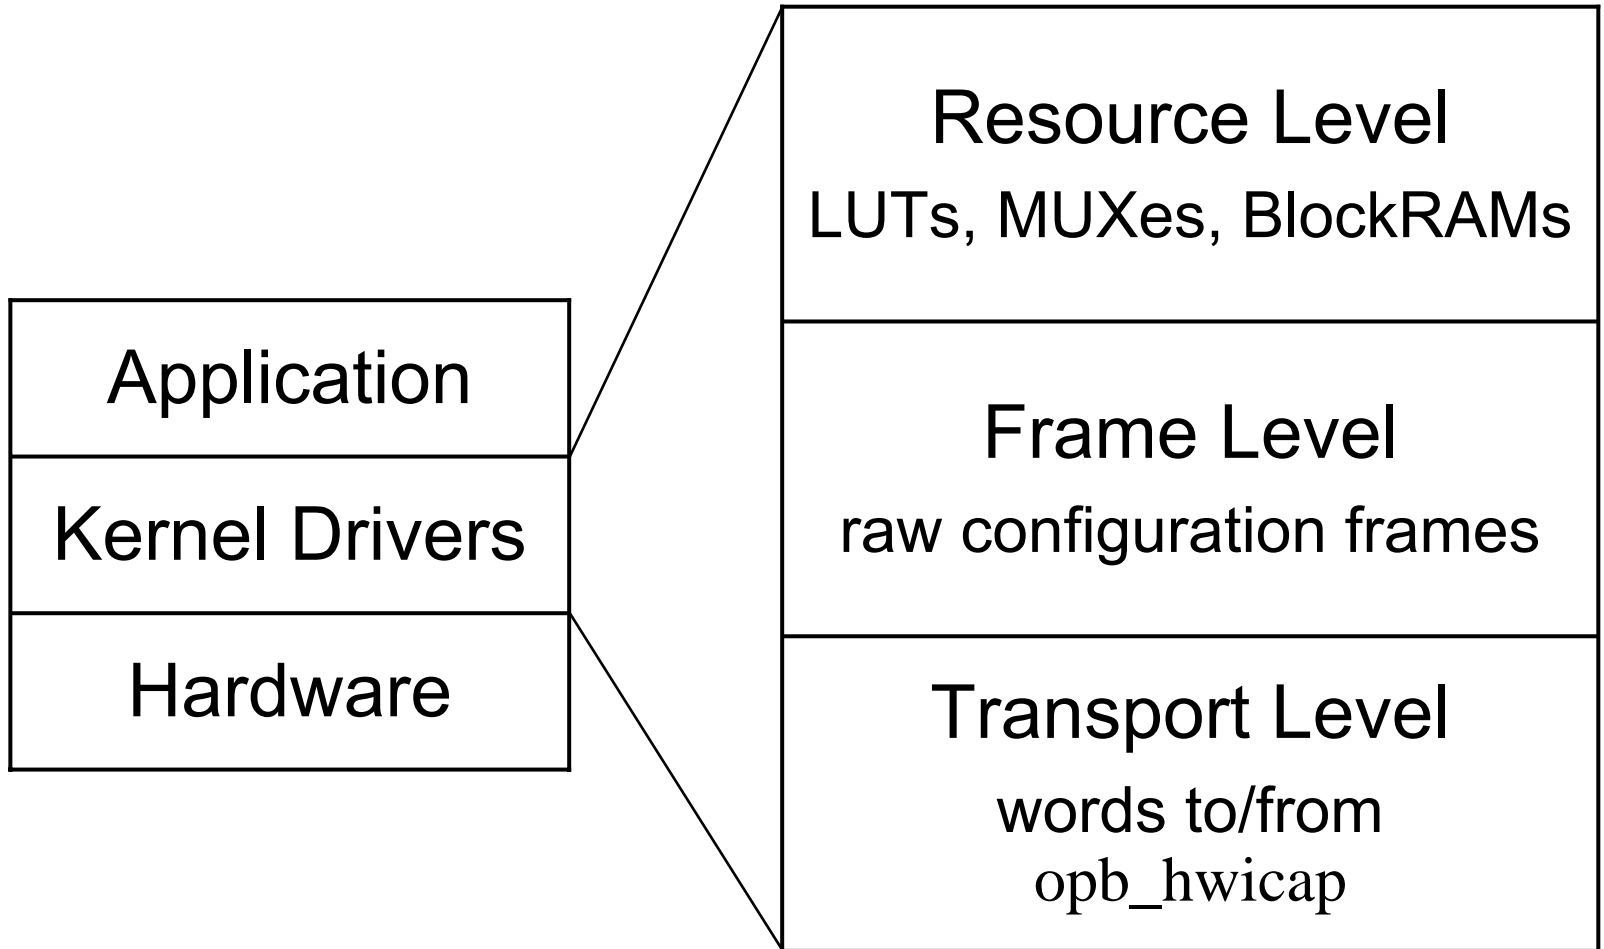 Application
Kernel Drivers
Hardware
Resource Level
LUTs, MUXes, BlockRAMs
Frame Level
raw configuration frames
Transport Level
words to/from
opb_hwicap